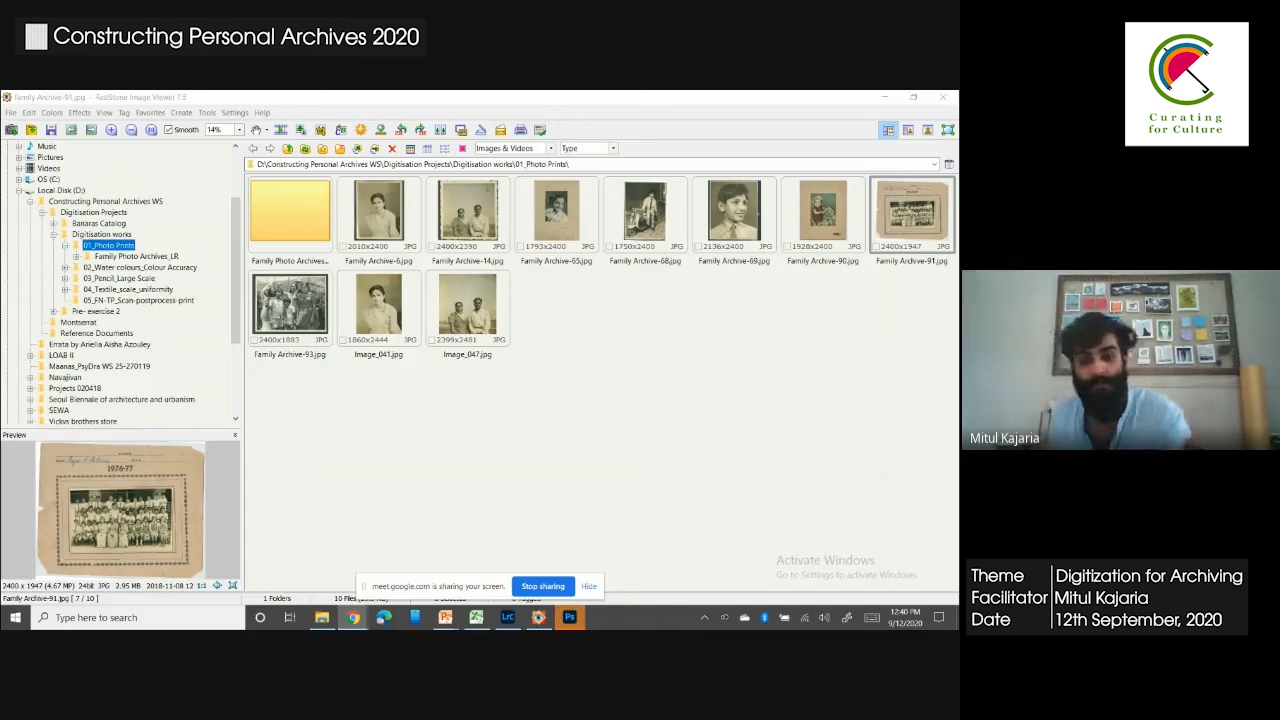 Constructing Personal Archives 2020
Curating
for Culture
Family Archive-91.jpg - FastStone Image Viewer 7.5
File Edit Colors Effects View Tag Favorites Create Tools Settings Help
Smooth 14%
Images & Videos Type
D:\Constructing Personal Archives WS\Digitisation Projects\Digitisation works\01_Photo Prints\
Music
Pictures
Videos
OS (C:)
Local Disk (D:)
Constructing Personal Archives WS
Digitisation Projects
Banaras Catalog
Digitisation works
01_Photo Prints
Family Photo Archives_LR
02_Water colours_Colour Accuracy
03_Pencil_Large Scale
04_Textile_scale_uniformity
05_FN-TP_Scan-postprocess-print
Pre- exercise 2
Montserrat
Reference Documents
Errata by Ariella Aisha Azouley
LOAB II
Maanas_PsyDra WS 25-270119
Navajivan
Projects 020418
Seoul Biennale of architecture and urbanism
SEWA
Vickys brothers store
2010x2400 JPG
2400x2390 JPG
1793x2400 JPG
1750x2400 JPG
2136x2400 JPG
1928x2400 JPG
2400x1947 JPG
Family Photo Archives...
Family Archive-6.jpg
Family Archive-14.jpg
Family Archive-65.jpg
Family Archive-68.jpg
Family Archive-69.jpg
Family Archive-90.jpg
Family Archive-91.jpg
2400x1883 JPG
1860x2444 JPG
2399x2481 JPG
Family Archive-93.jpg
Image_041.jpg
Image_047.jpg
Preview
1976-77
2400 x 1947 (4.67 MP) 24bit JPG 2.95 MB 2018-11-08 12 1:1
Family Archive-91.jpg [ 7 / 10 ]
1 Folders
Activate Windows
Go to Settings to activate Windows.
meet.google.com is sharing your screen. Stop sharing Hide
Type here to search
12:40 PM
9/12/2020
Mitul Kajaria
Theme Digitization for Archiving
Facilitator Mitul Kajaria
Date 12th September, 2020